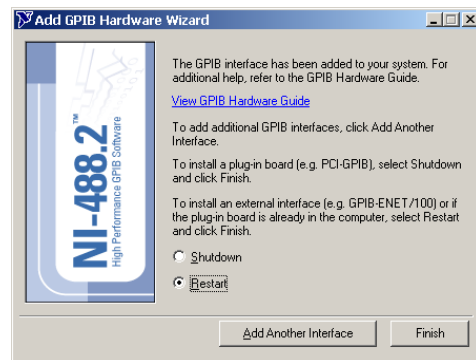 Add GPIB Hardware Wizard
NI-488.2™
High Performance GPIB Software
The GPIB interface has been added to your system. For
additional help, refer to the GPIB Hardware Guide.
View GPIB Hardware Guide
To add additional GPIB interfaces, click Add Another
Interface.
To install a plug-in board (e.g. PCI-GPIB), select Shutdown
and click Finish.
To install an external interface (e.g. GPIB-ENET/100) or if
the plug-in board is already in the computer, select Restart
and click Finish.
Shutdown
Restart
Add Another Interface
Finish